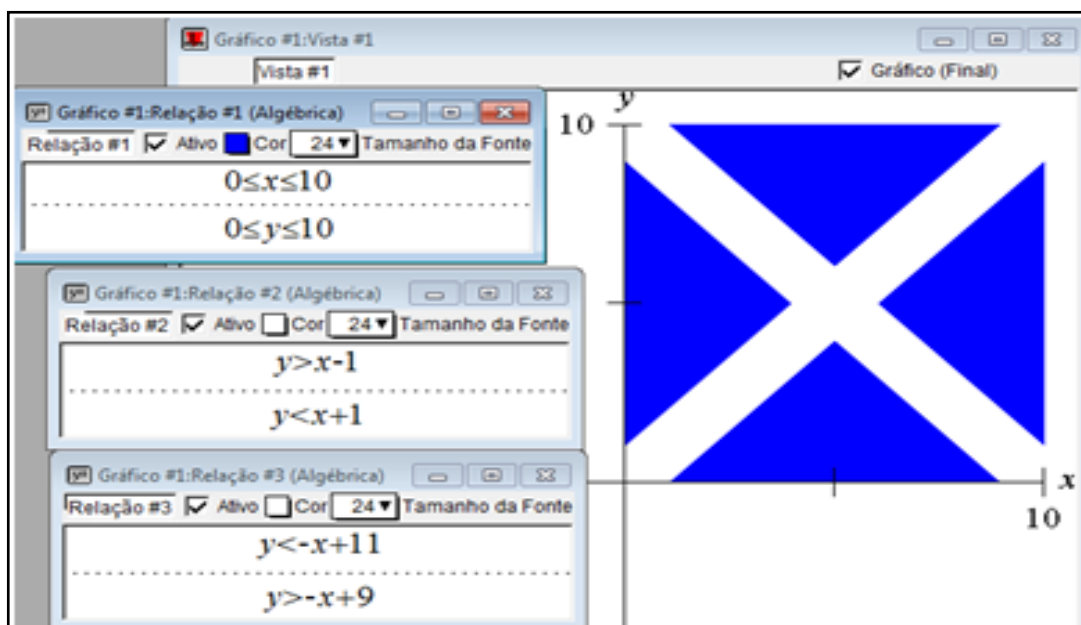 Gráfico #1:Vista #1
Vista #1
Gráfico (Final)
Gráfico #1:Relação #1 (Algébrica)
Relação #1 Ativo Cor 24 Tamanho da Fonte
0≤x≤10
0≤y≤10
Gráfico #1:Relação #2 (Algébrica)
Relação #2 Ativo Cor 24 Tamanho da Fonte
y>x-1
y<x+1
Gráfico #1:Relação #3 (Algébrica)
Relação #3 Ativo Cor 24 Tamanho da Fonte
y<-x+11
y>-x+9
y
10
x
10